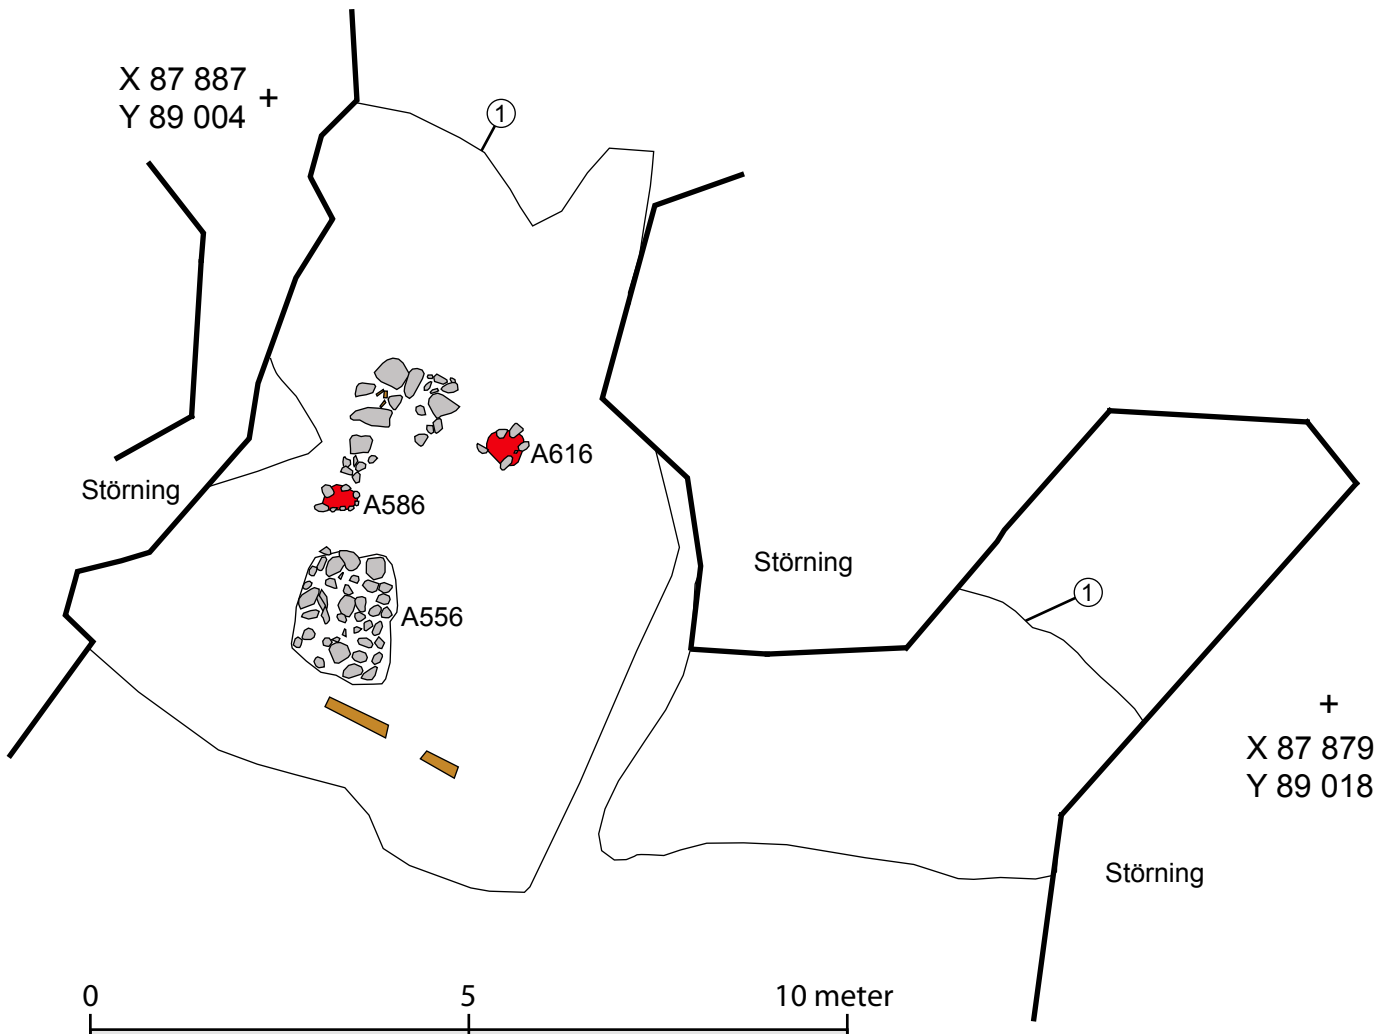 X 87 887
Y 89 004
1
A616
Störning
A586
Störning
1
A556
X 87 879
Y 89 018
Störning
0 5 10 meter